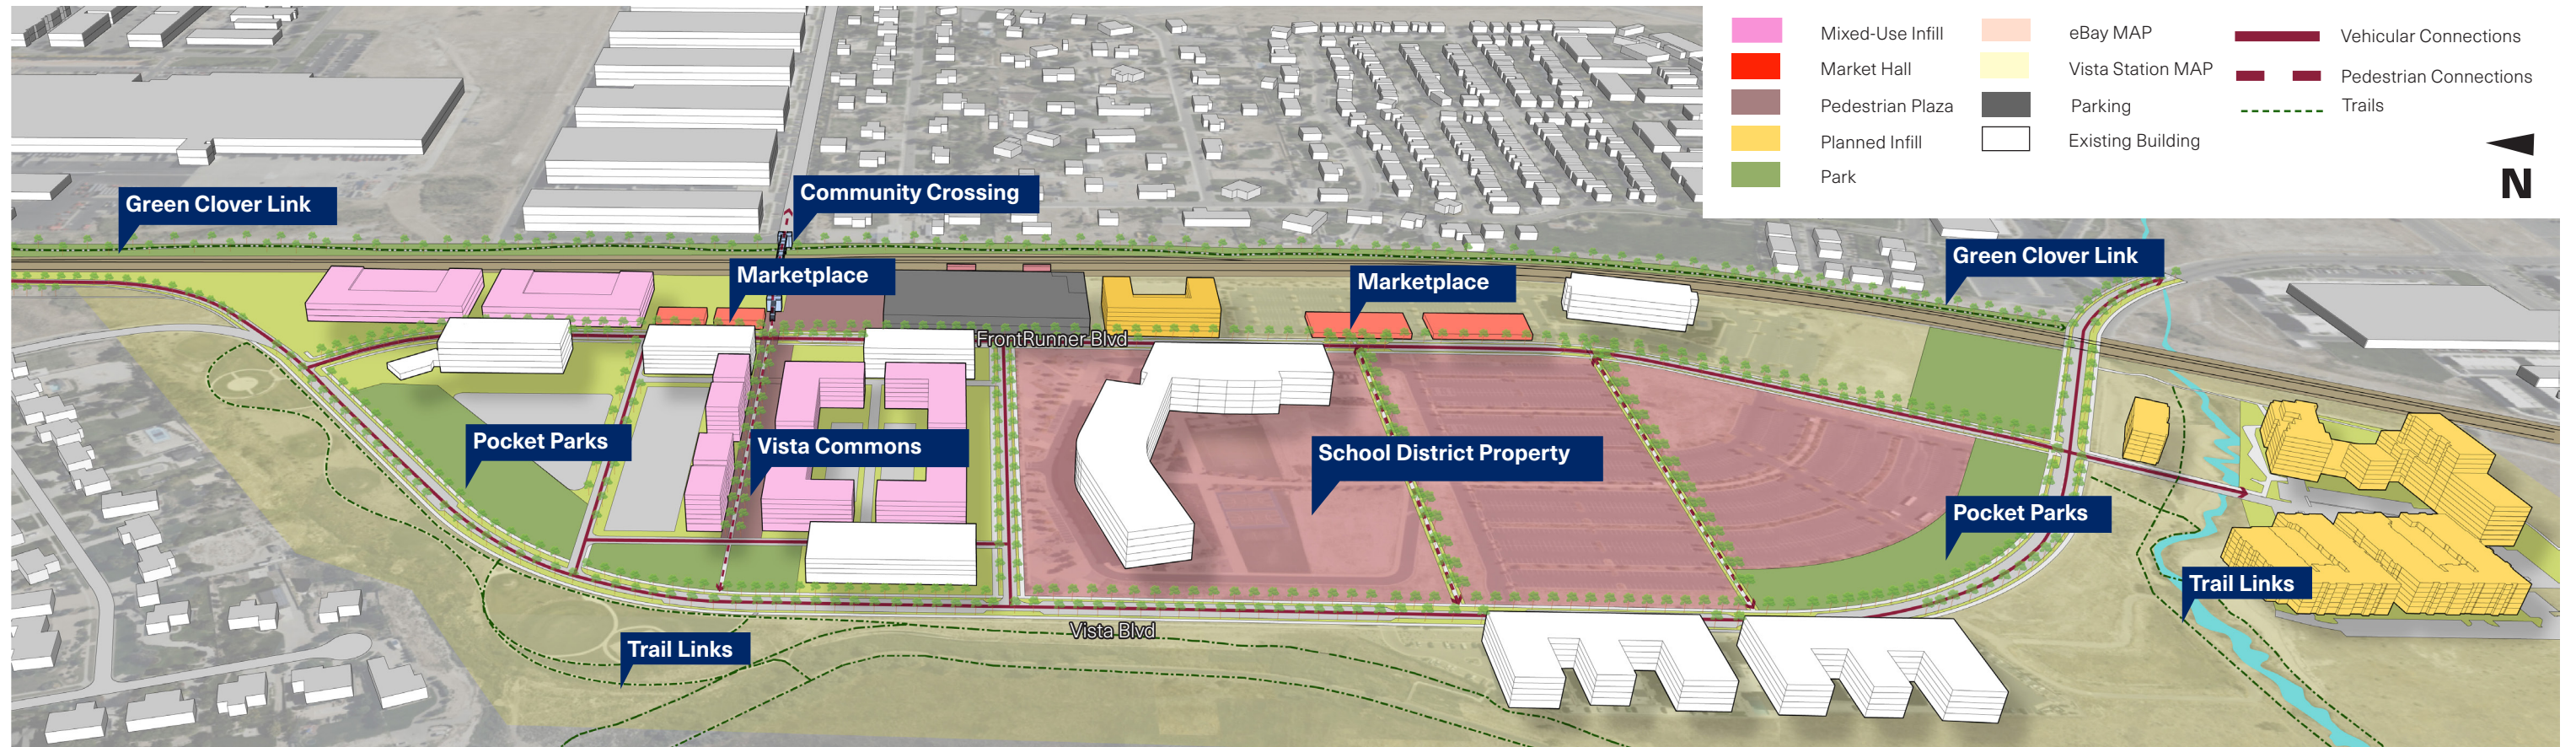 Mixed-Use Infill
Market Hall
Pedestrian Plaza
Planned Infill
Park
eBay MAP
Vista Station MAP
Parking
Existing Building
Vehicular Connections
Pedestrian Connections
Trails
N
Green Clover Link
Community Crossing
Marketplace
Marketplace
Green Clover Link
FrontRunner Blvd
Pocket Parks
Vista Commons
School District Property
Pocket Parks
Trail Links
Vista Blvd
Trail Links